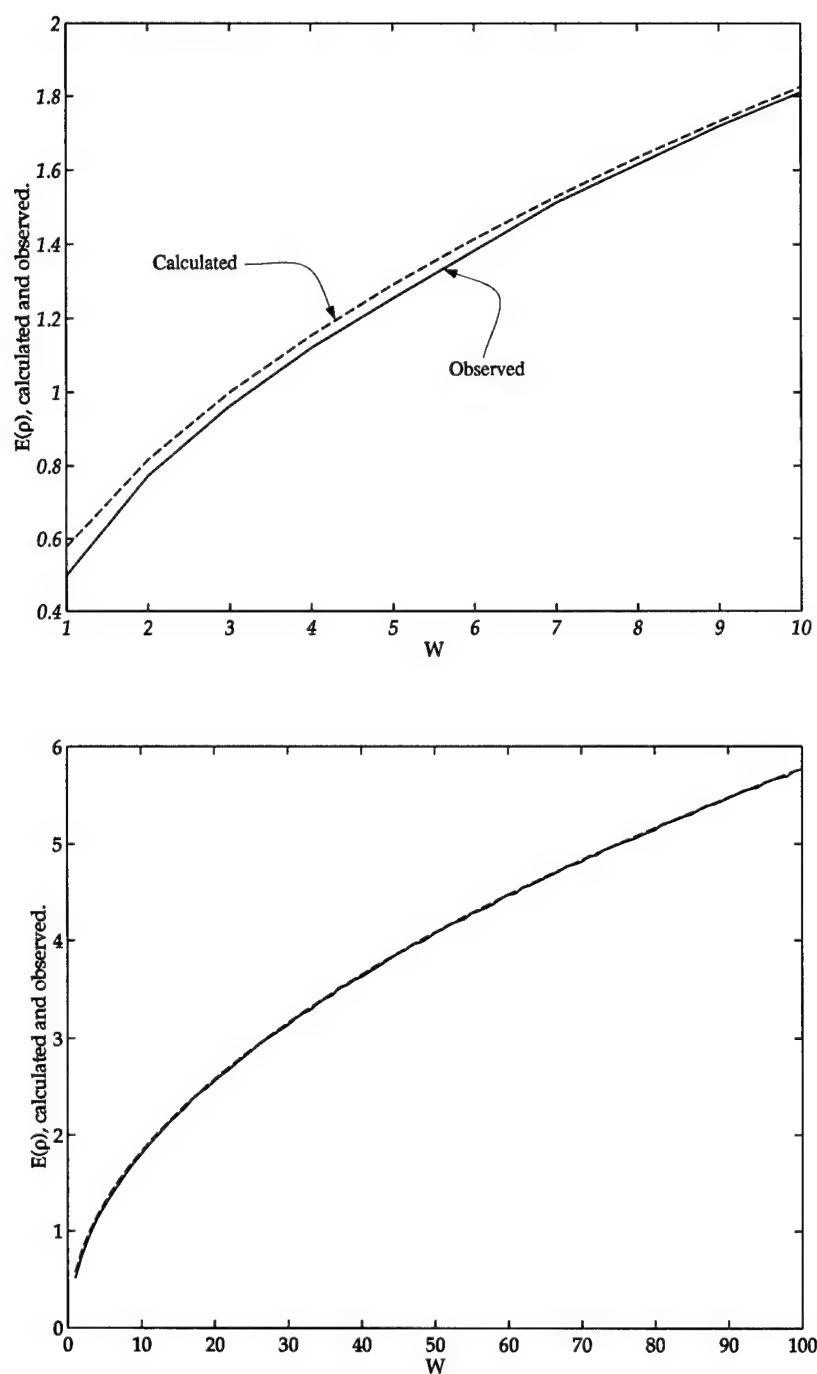 2
1.8
1.6
1.4
1.2
1
0.8
0.6
0.4
E(ρ), calculated and observed.
Calculated
Observed
1 2 3 4 5 6 7 8 9 10
W
6
5
4
3
2
1
0
E(ρ), calculated and observed.
0 10 20 30 40 50 60 70 80 90 100
W